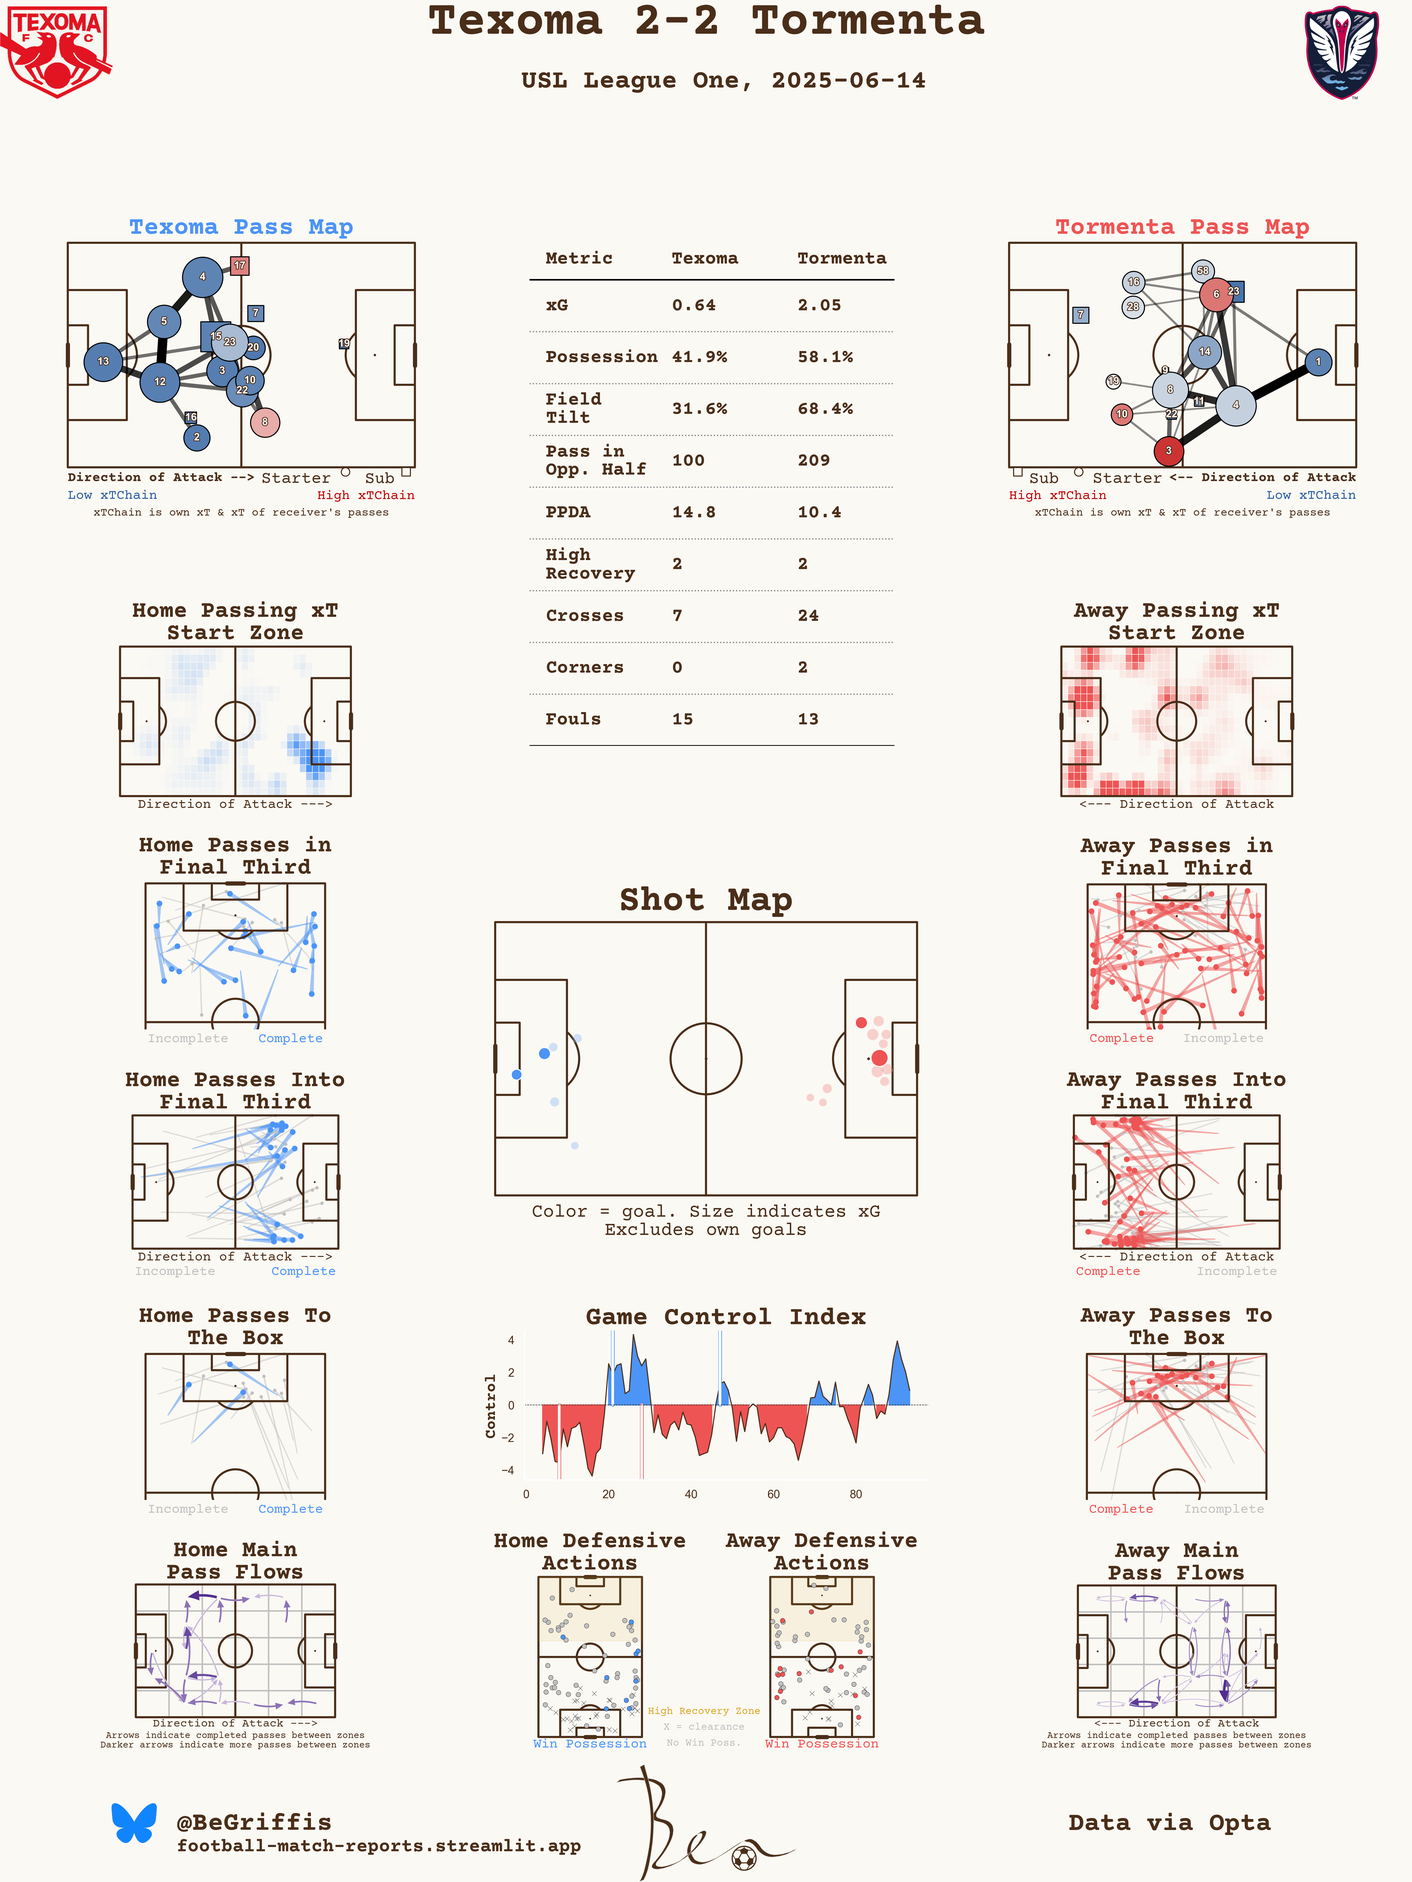 Texoma 2-2 Tormenta
USL League One, 2025-06-14
TEXOMA
F C
TM
Texoma Pass Map
4
17
5
7
15
23
20
19
13
12
3
10
22
16
2
8
Direction of Attack --> Starter Sub
Low xTChain High xTChain
xTChain is own xT & xT of receiver's passes
Metric Texoma Tormenta
xG 0.64 2.05
Possession 41.9% 58.1%
Field
Tilt 31.6% 68.4%
Pass in
Opp. Half 100 209
PPDA 14.8 10.4
High
Recovery 2 2
Crosses 7 24
Corners 0 2
Fouls 15 13
Tormenta Pass Map
16
58
6
23
28
7
14
1
9
19
8
11
4
10
22
3
Sub Starter <-- Direction of Attack
High xTChain Low xTChain
xTChain is own xT & xT of receiver's passes
Home Passing xT
Start Zone
Direction of Attack --->
Away Passing xT
Start Zone
<--- Direction of Attack
Home Passes in
Final Third
Incomplete Complete
Away Passes in
Final Third
Complete Incomplete
Shot Map
Color = goal. Size indicates xG
Excludes own goals
Home Passes Into
Final Third
Direction of Attack --->
Incomplete Complete
Away Passes Into
Final Third
<--- Direction of Attack
Complete Incomplete
Home Passes To
The Box
Incomplete Complete
Game Control Index
Control
4
2
0
−2
−4
0 20 40 60 80
Away Passes To
The Box
Complete Incomplete
Home Main
Pass Flows
Direction of Attack --->
Arrows indicate completed passes between zones
Darker arrows indicate more passes between zones
Home Defensive
Actions
Win Possession
Away Defensive
Actions
Win Possession
High Recovery Zone
X = clearance
No Win Poss.
Away Main
Pass Flows
<--- Direction of Attack
Arrows indicate completed passes between zones
Darker arrows indicate more passes between zones
@BeGriffis
football-match-reports.streamlit.app
Ben
Data via Opta